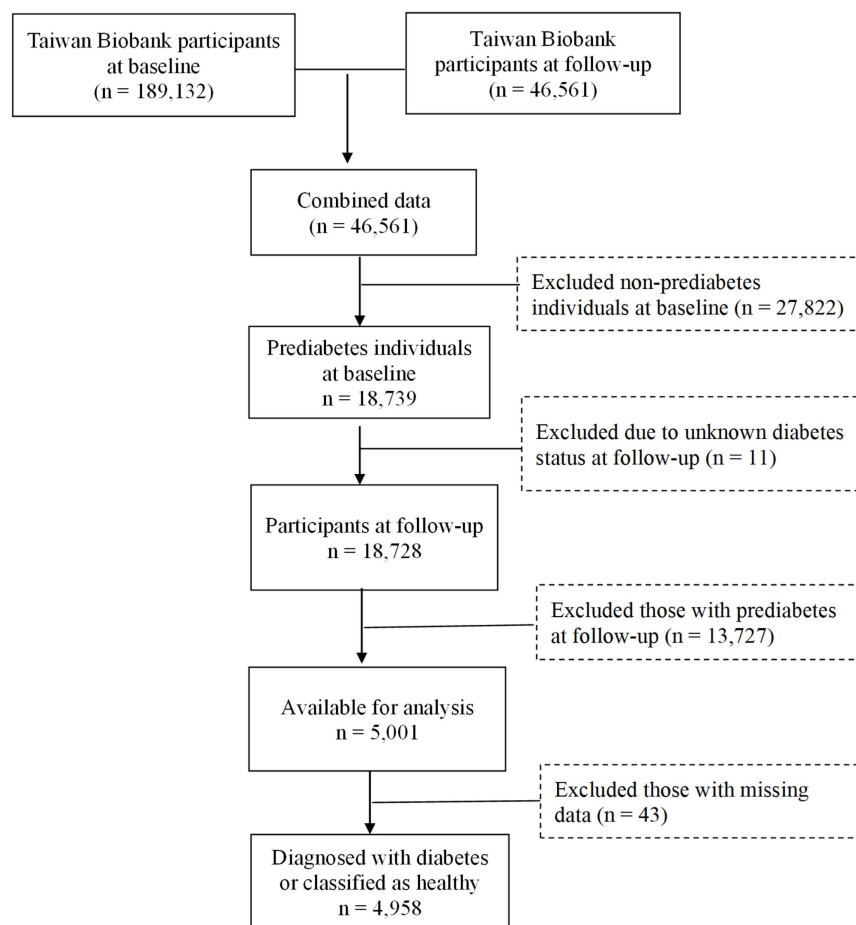 Taiwan Biobank participants
at baseline
(n = 189,132)
Taiwan Biobank
participants at follow-up
(n = 46,561)
Combined data
(n = 46,561)
Excluded non-prediabetes
individuals at baseline (n = 27,822)
Prediabetes individuals
at baseline
n = 18,739
Excluded due to unknown diabetes
status at follow-up (n = 11)
Participants at follow-up
n = 18,728
Excluded those with prediabetes
at follow-up (n = 13,727)
Available for analysis
n = 5,001
Excluded those with missing
data (n = 43)
Diagnosed with diabetes
or classified as healthy
n = 4,958